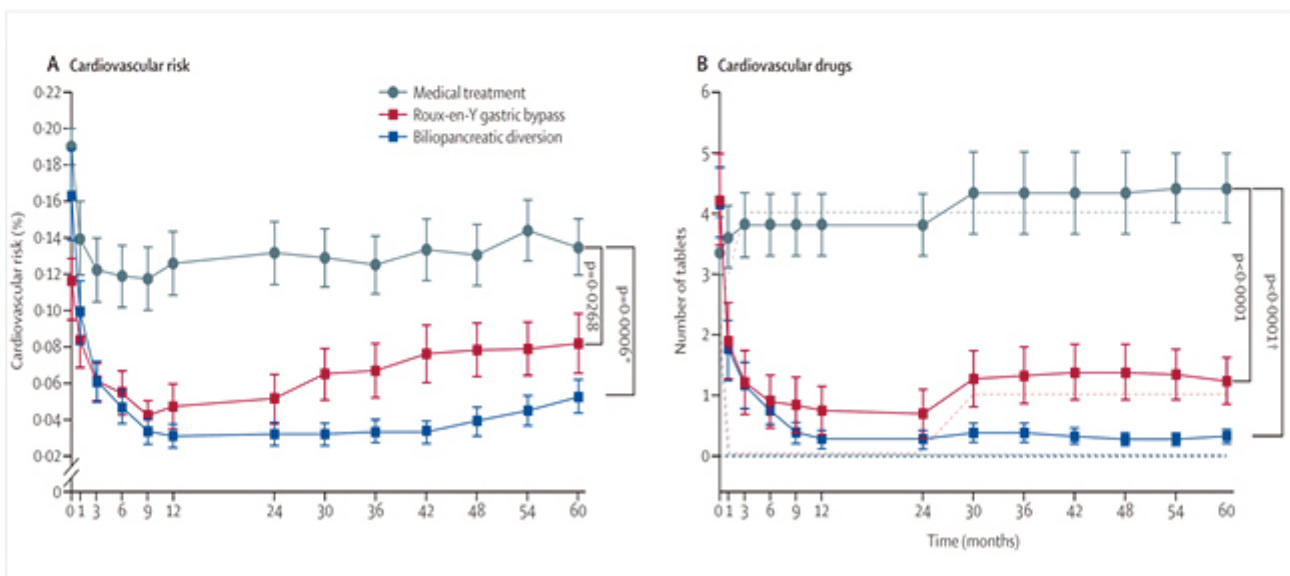 A Cardiovascular risk
0·22
0·20
0·18
0·16
0·14
0·12
0·10
0·08
0·06
0·04
0·02
0
Cardiovascular risk (%)
Medical treatment
Roux-en-Y gastric bypass
Biliopancreatic diversion
p=0·0268
p=0·0006*
0 1 3 6 9 12 24 30 36 42 48 54 60
B Cardiovascular drugs
6
5
4
3
2
1
0
Number of tablets
p<0·0001
p<0·0001†
0 1 3 6 9 12 24 30 36 42 48 54 60
Time (months)